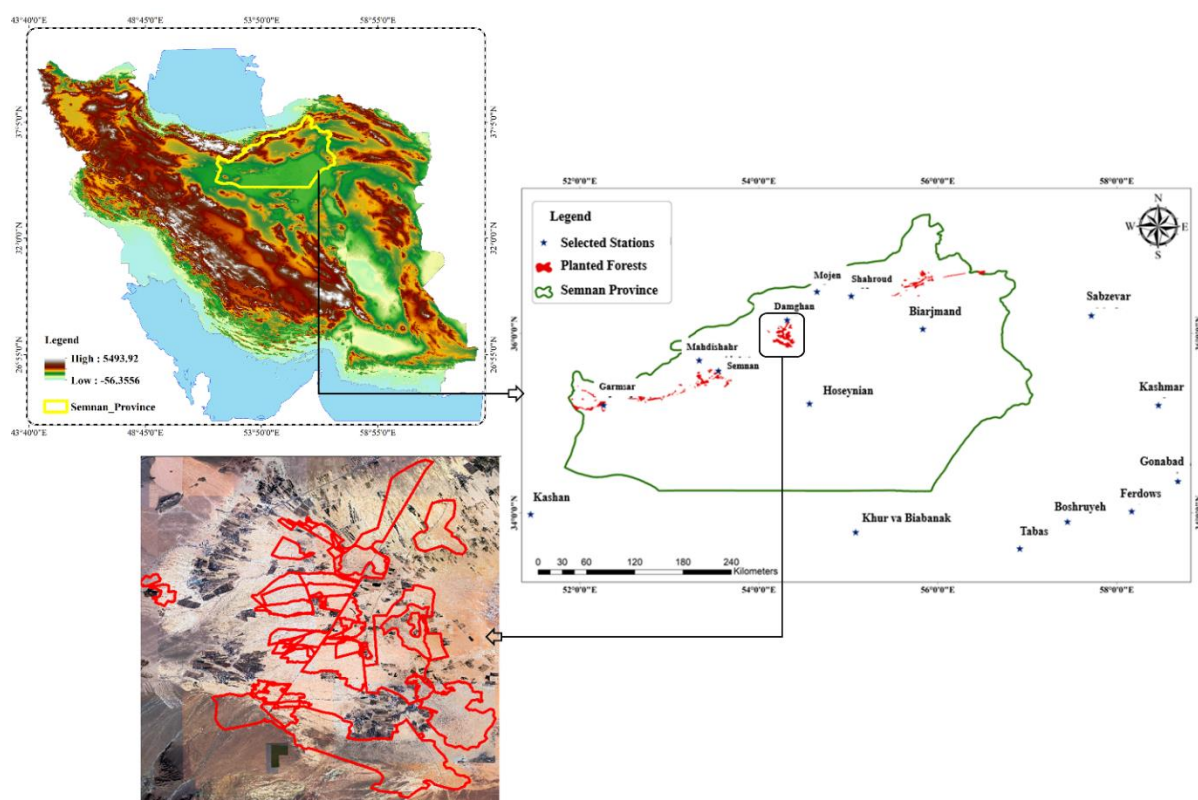 43°40'0"E 48°45'0"E 53°50'0"E 58°55'0"E
37°5'0"N
37°5'0"N
32°0'0"N
32°0'0"N
26°55'0"N
26°55'0"N
Legend
High : 5493.92
Low : -56.3556
Semnan_Province
43°40'0"E 48°45'0"E 53°50'0"E 58°55'0"E
52°0'0"E 54°0'0"E 56°0'0"E 58°0'0"E
Legend
Selected Stations
Planted Forests
Semnan Province
N
W E
S
Mojen
Shahroud
Damghan
Biarjmand
Sabzevar
Mahdishahr
Semnan
Garmsar
Hoseynian
Kashmar
Gonabad
Ferdows
Boshruyeh
Tabas
Kashan
Khur va Biabanak
36°0'0"N
34°0'0"N
0 30 60 120 180 240
Kilometers
52°0'0"E 54°0'0"E 56°0'0"E 58°0'0"E